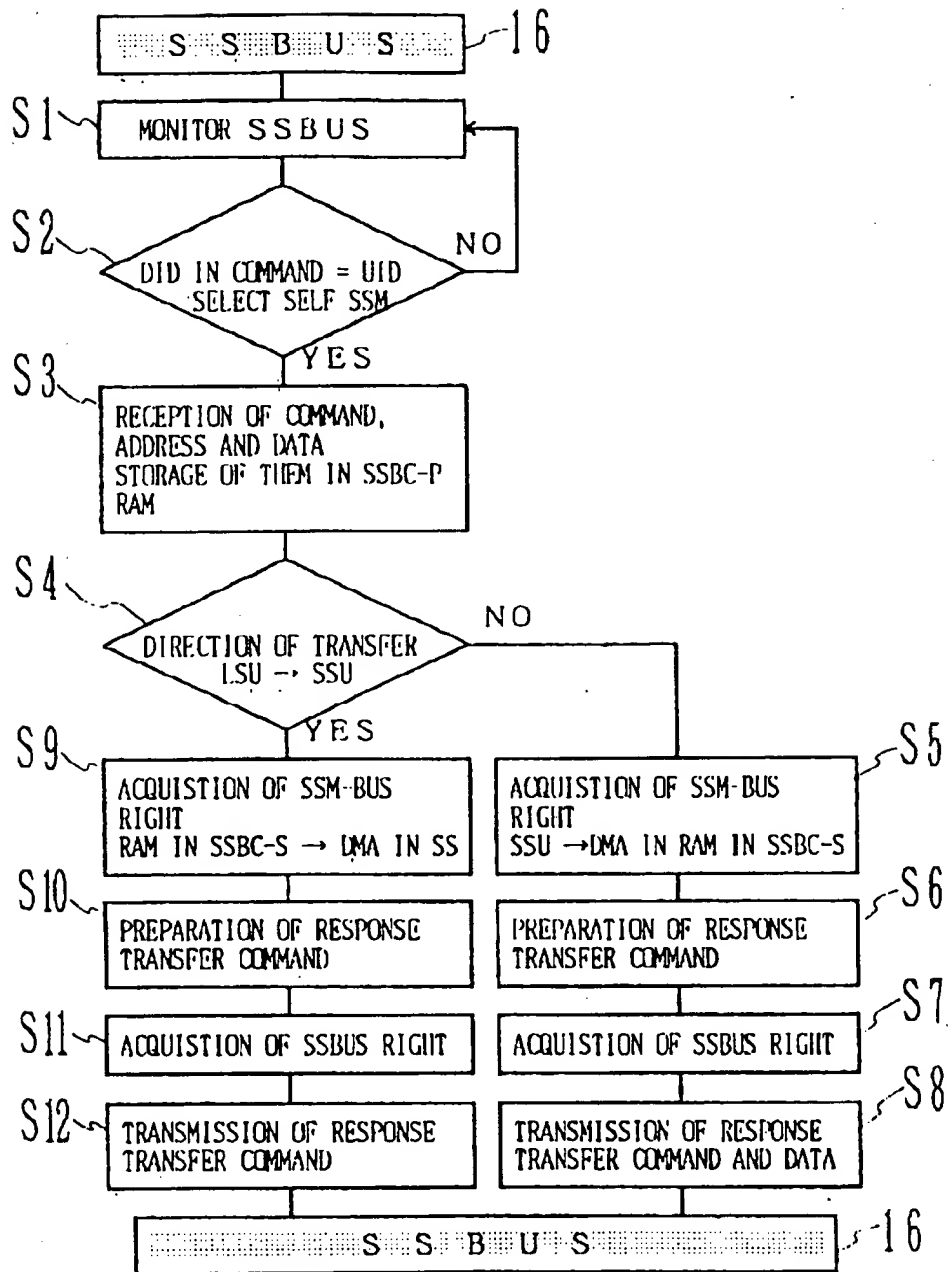 S S B U S
16
S1
MONITOR SSBUS
S2
NO
DID IN COMMAND = UID
SELECT SELF SSM
YES
S3
RECEPTION OF COMMAND,
ADDRESS AND DATA
STORAGE OF THEM IN SSBC-P
RAM
S4
NO
DIRECTION OF TRANSFER
LSU → SSU
YES
S9
ACQUISTION OF SSM-BUS
RIGHT
RAM IN SSBC-S → DMA IN SS
S5
ACQUISTION OF SSM-BUS
RIGHT
SSU →DMA IN RAM IN SSBC-S
S10
PREPARATION OF RESPONSE
TRANSFER COMMAND
S6
PREPARATION OF RESPONSE
TRANSFER COMMAND
S11
ACQUISTION OF SSBUS RIGHT
S7
ACQUISTION OF SSBUS RIGHT
S12
TRANSMISSION OF RESPONSE
TRANSFER COMMAND
S8
TRANSMISSION OF RESPONSE
TRANSFER COMMAND AND DATA
S S B U S
16